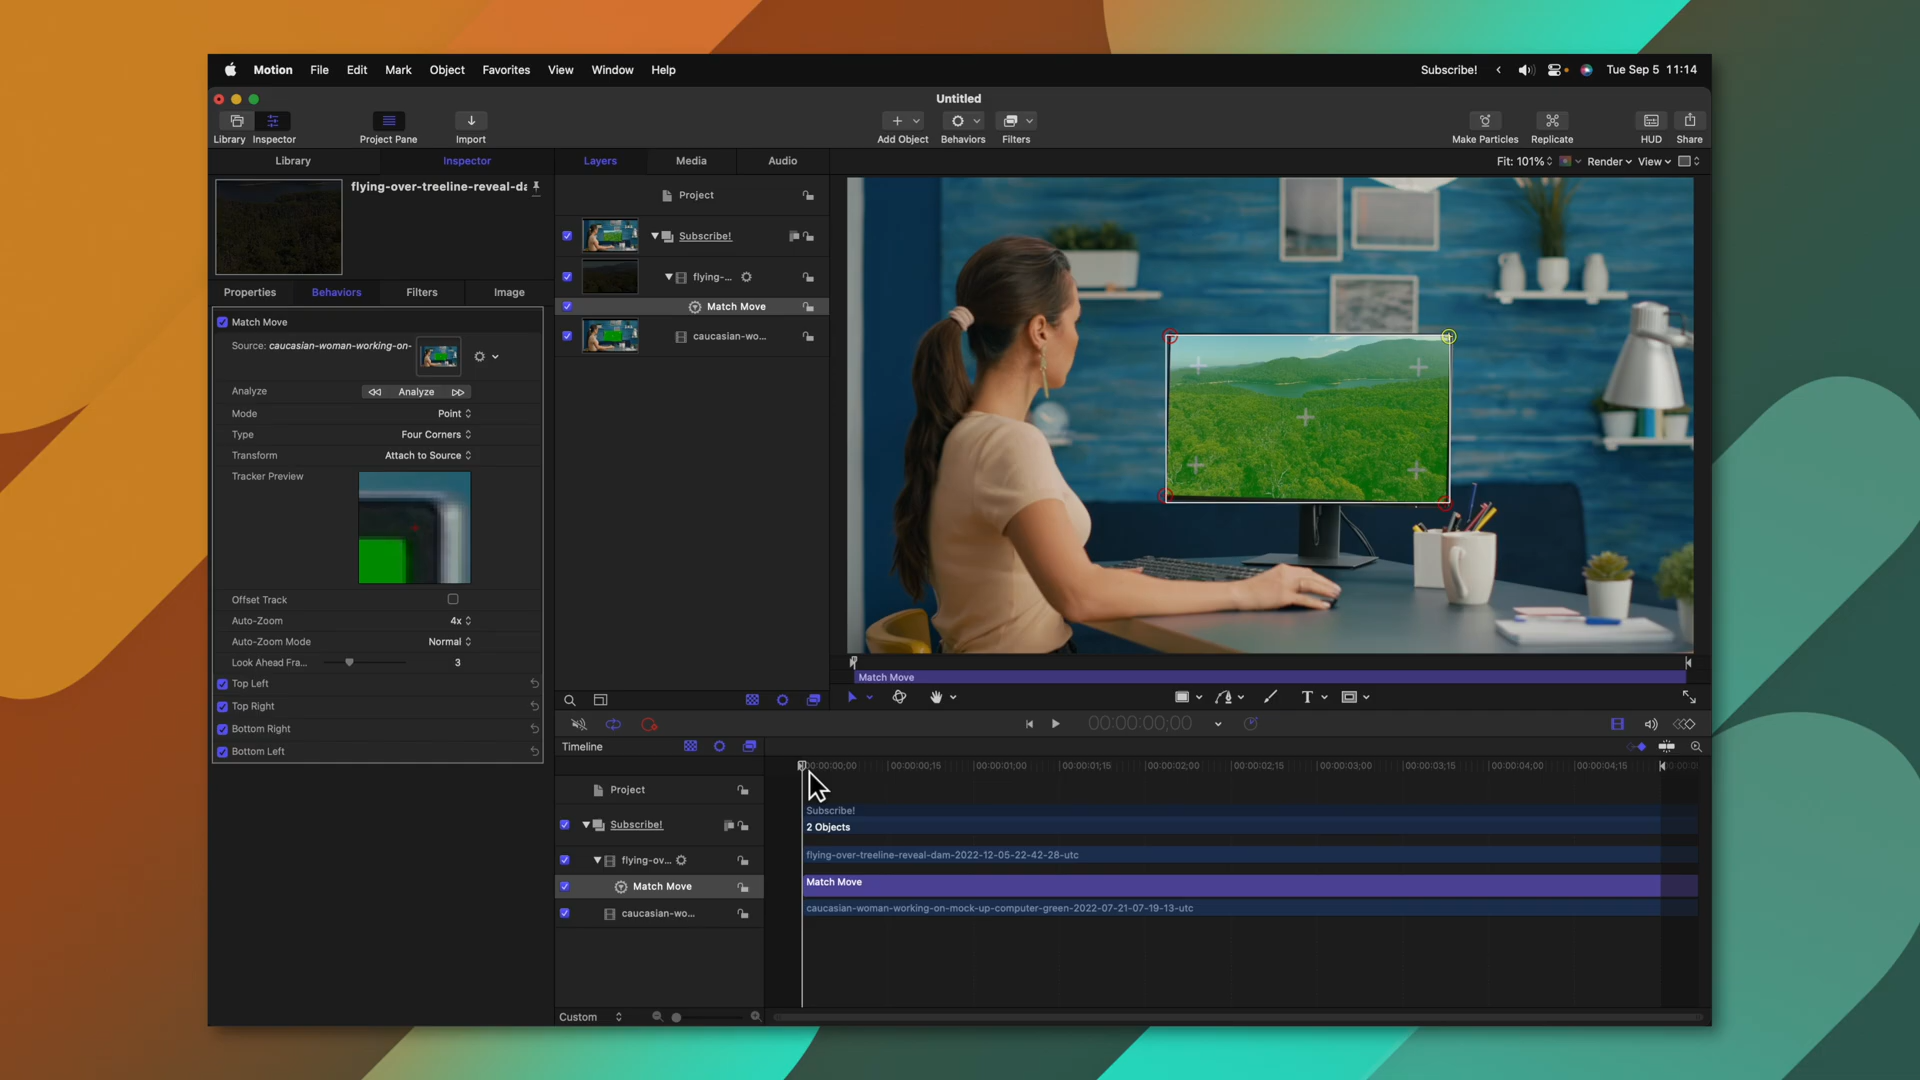 Motion File Edit Mark Object Favorites View Window Help
Subscribe! Tue Sep 5 11:14
Untitled
Library Inspector Project Pane Import Add Object Behaviors Filters Make Particles Replicate HUD Share
Library Inspector
Layers Media Audio
Fit: 101% Render View
flying-over-treeline-reveal-da
Project
Subscribe!
flying-...
Match Move
caucasian-wo...
Properties Behaviors Filters Image
Match Move
Source: caucasian-woman-working-on-
Analyze Analyze
Mode Point
Type Four Corners
Transform Attach to Source
Tracker Preview
Offset Track
Auto-Zoom 4x
Auto-Zoom Mode Normal
Look Ahead Fra... 3
Top Left
Top Right
Bottom Right
Bottom Left
Match Move
T
00:00:00;00
Timeline
00:00:00;00 00:00:00;15 00:00:01;00 00:00:01;15 00:00:02;00 00:00:02;15 00:00:03;00 00:00:03;15 00:00:04;00 00:00:04;15
Project
Subscribe!
Subscribe!
2 Objects
flying-ov...
flying-over-treeline-reveal-dam-2022-12-05-22-42-28-utc
Match Move
Match Move
caucasian-wo...
caucasian-woman-working-on-mock-up-computer-green-2022-07-21-07-19-13-utc
Custom